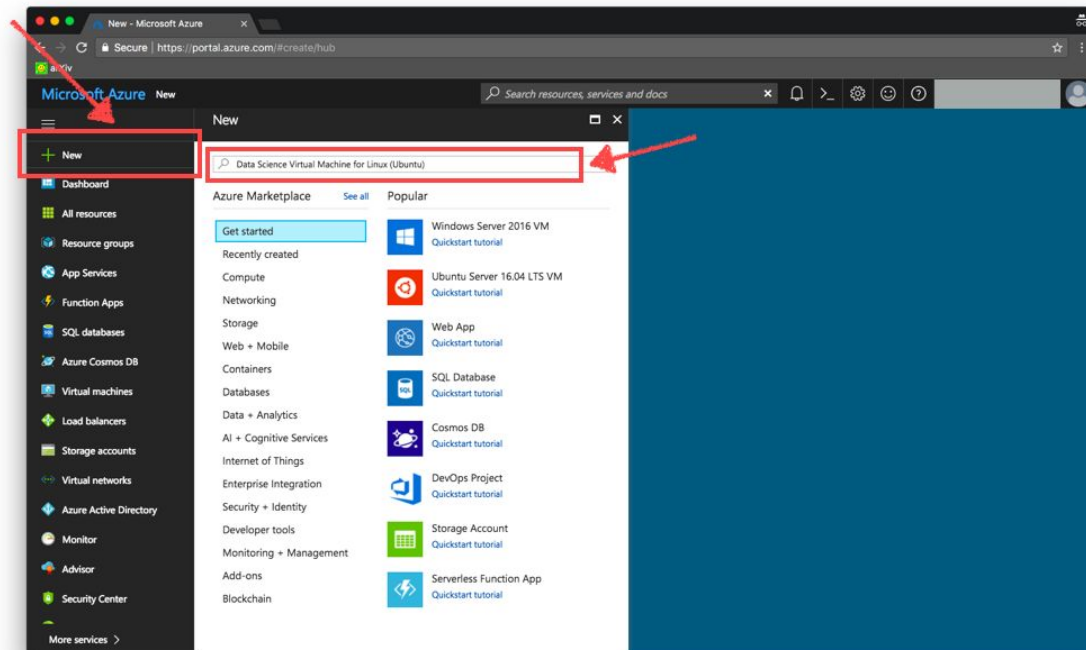 New - Microsoft Azure
Secure | https://portal.azure.com/#create/hub
arXiv
Microsoft Azure New
Search resources, services and docs
New
New
Data Science Virtual Machine for Linux (Ubuntu)
Dashboard
All resources
Resource groups
App Services
Function Apps
SQL databases
Azure Cosmos DB
Virtual machines
Load balancers
Storage accounts
Virtual networks
Azure Active Directory
Monitor
Advisor
Security Center
More services
Azure Marketplace See all
Get started
Recently created
Compute
Networking
Storage
Web + Mobile
Containers
Databases
Data + Analytics
AI + Cognitive Services
Internet of Things
Enterprise Integration
Security + Identity
Developer tools
Monitoring + Management
Add-ons
Blockchain
Popular
Windows Server 2016 VM
Quickstart tutorial
Ubuntu Server 16.04 LTS VM
Quickstart tutorial
Web App
Quickstart tutorial
SQL Database
Quickstart tutorial
Cosmos DB
Quickstart tutorial
DevOps Project
Quickstart tutorial
Storage Account
Quickstart tutorial
Serverless Function App
Quickstart tutorial